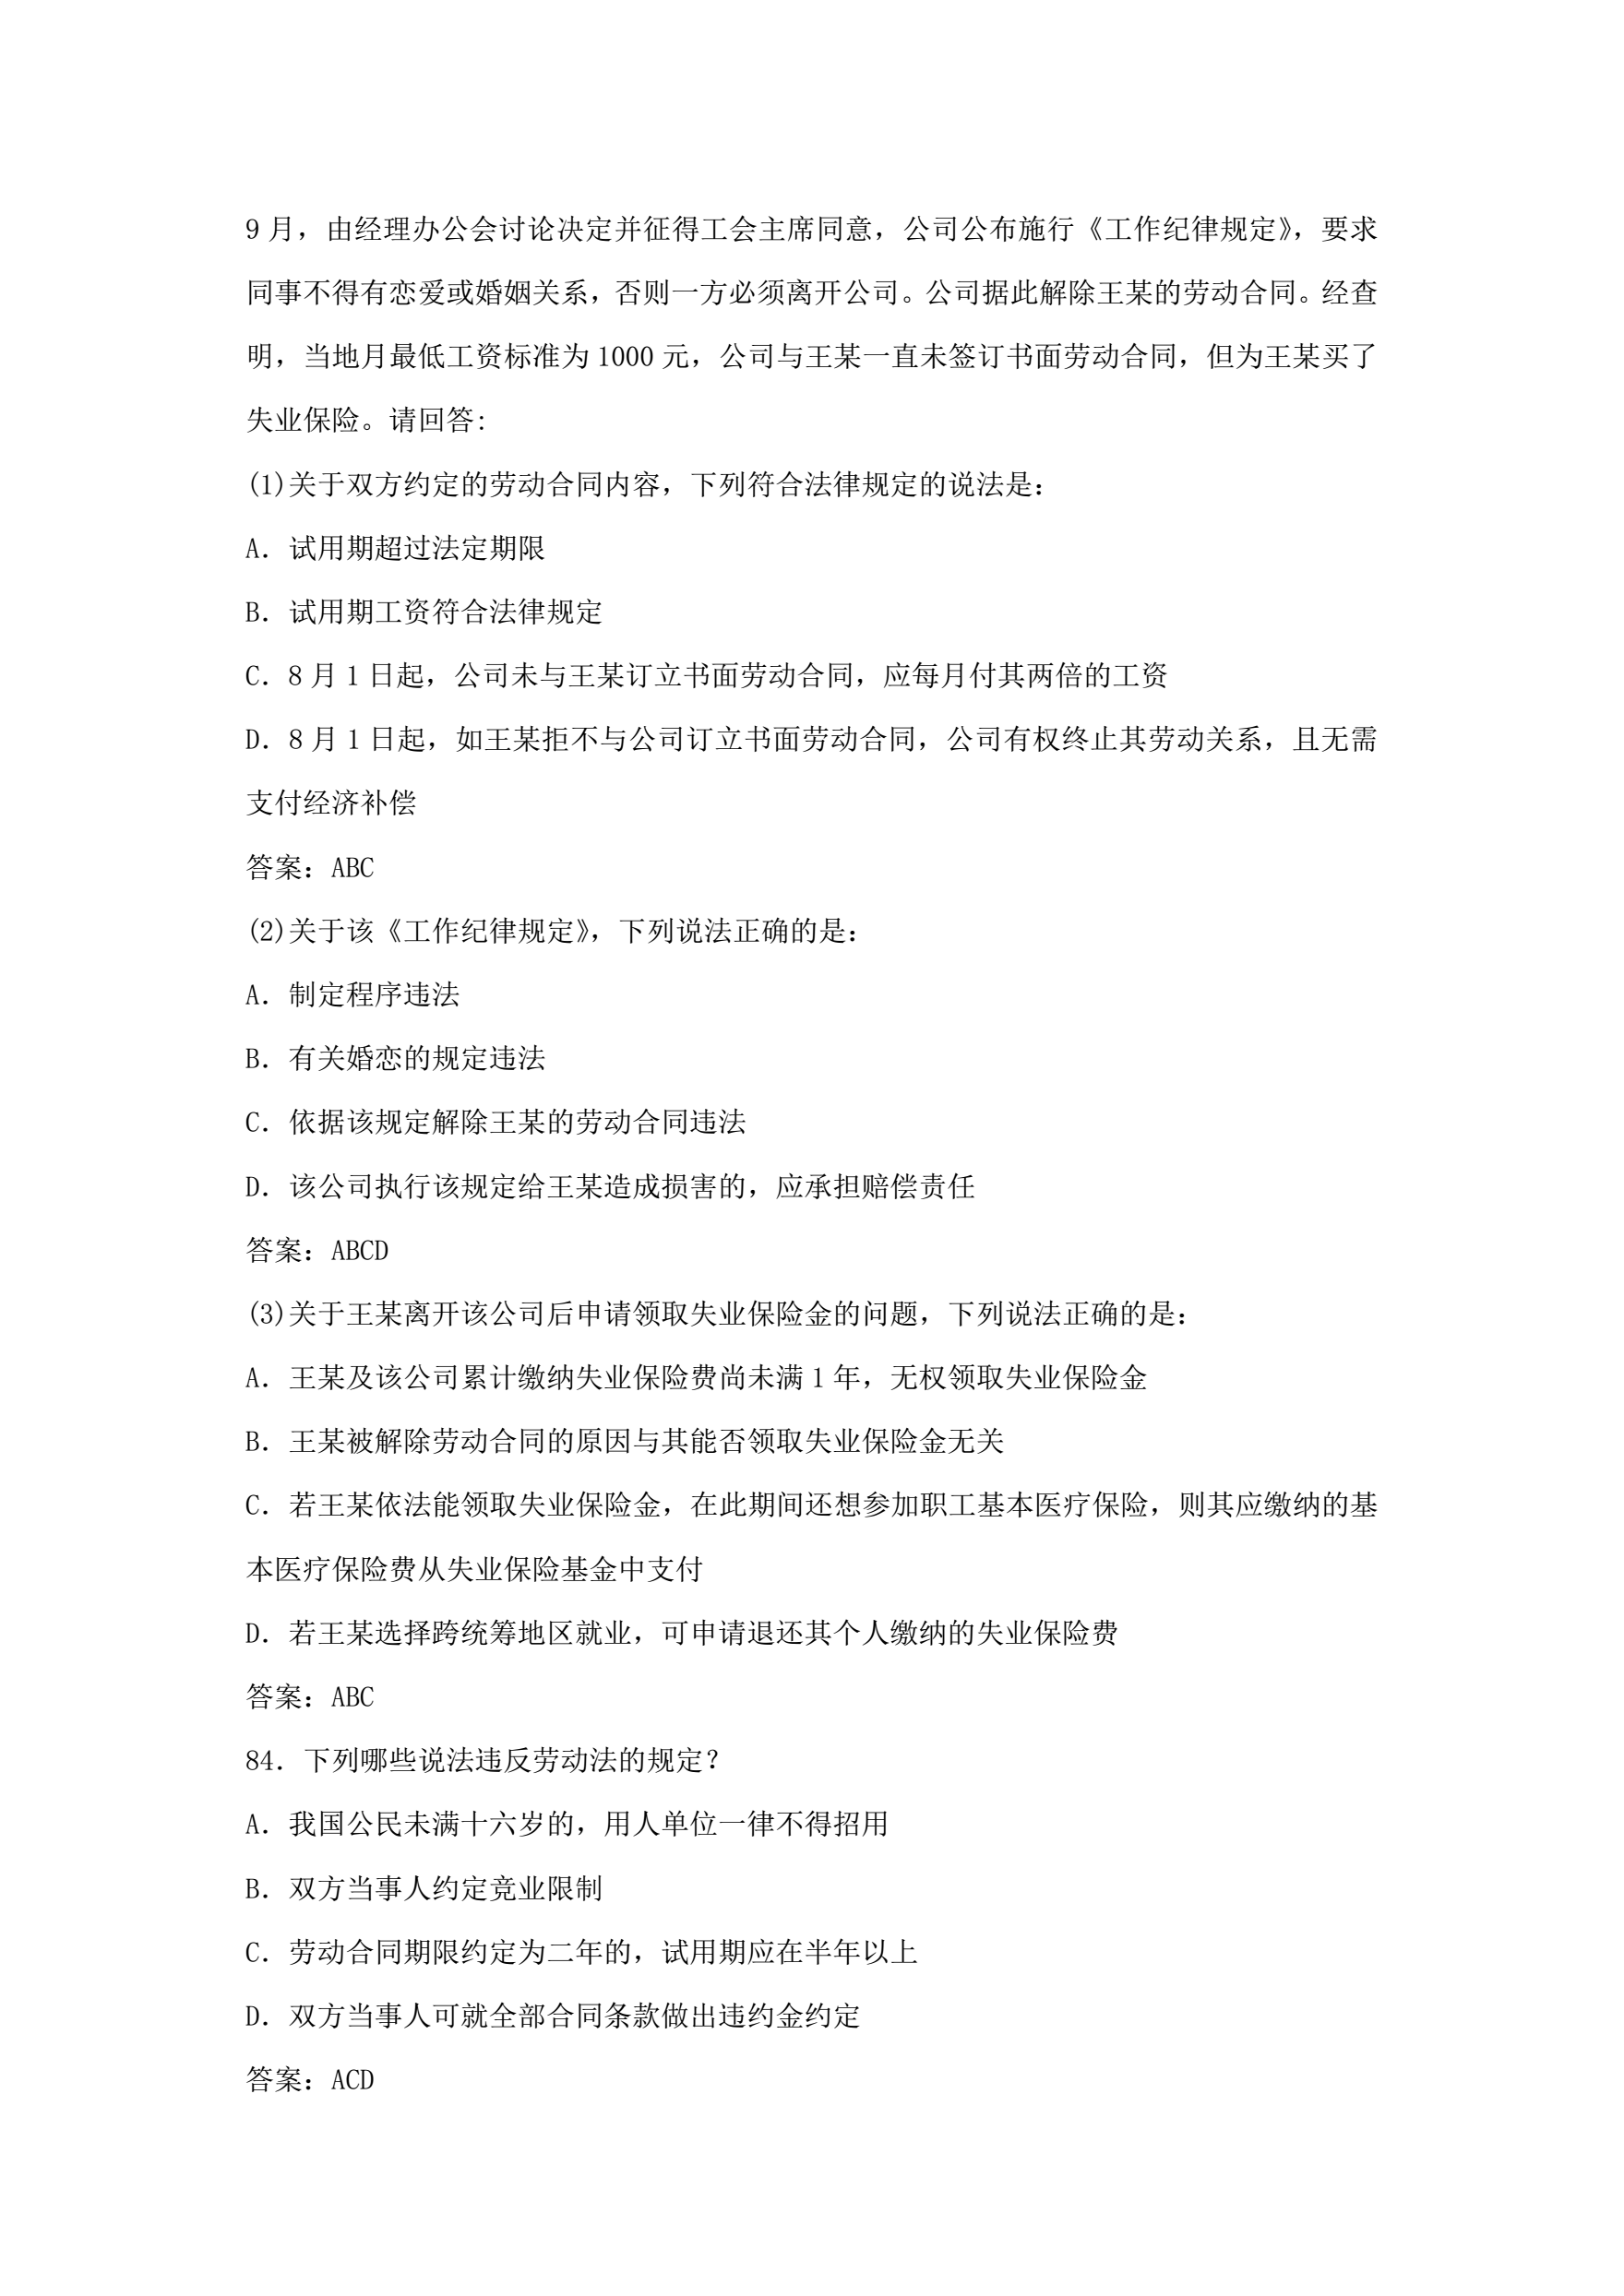 9 月，由经理办公会讨论决定并征得工会主席同意，公司公布施行《工作纪律规定》，要求
同事不得有恋爱或婚姻关系，否则一方必须离开公司。公司据此解除王某的劳动合同。经查
明，当地月最低工资标准为 1000 元，公司与王某一直未签订书面劳动合同，但为王某买了
失业保险。请回答:
(1)关于双方约定的劳动合同内容，下列符合法律规定的说法是：
A．试用期超过法定期限
B．试用期工资符合法律规定
C．8 月 1 日起，公司未与王某订立书面劳动合同，应每月付其两倍的工资
D．8 月 1 日起，如王某拒不与公司订立书面劳动合同，公司有权终止其劳动关系，且无需
支付经济补偿
答案：ABC
(2)关于该《工作纪律规定》，下列说法正确的是：
A．制定程序违法
B．有关婚恋的规定违法
C．依据该规定解除王某的劳动合同违法
D．该公司执行该规定给王某造成损害的，应承担赔偿责任
答案：ABCD
(3)关于王某离开该公司后申请领取失业保险金的问题，下列说法正确的是：
A．王某及该公司累计缴纳失业保险费尚未满 1 年，无权领取失业保险金
B．王某被解除劳动合同的原因与其能否领取失业保险金无关
C．若王某依法能领取失业保险金，在此期间还想参加职工基本医疗保险，则其应缴纳的基
本医疗保险费从失业保险基金中支付
D．若王某选择跨统筹地区就业，可申请退还其个人缴纳的失业保险费
答案：ABC
84．下列哪些说法违反劳动法的规定？
A．我国公民未满十六岁的，用人单位一律不得招用
B．双方当事人约定竞业限制
C．劳动合同期限约定为二年的，试用期应在半年以上
D．双方当事人可就全部合同条款做出违约金约定
答案：ACD